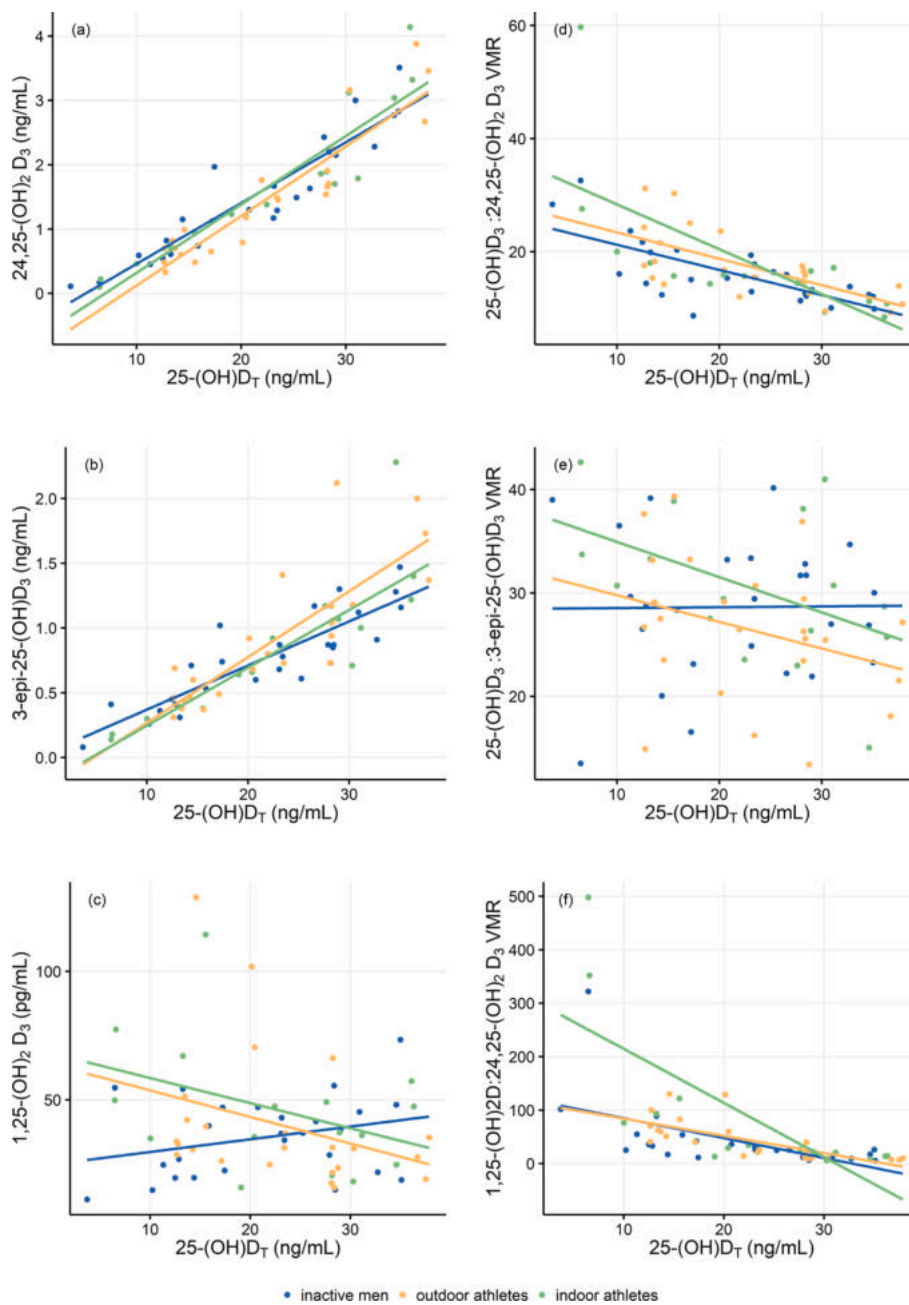 (a)
24,25-(OH)2 D3 (ng/mL)
4
3
2
1
0
10 20 30
25-(OH)DT (ng/mL)
(d)
25-(OH)D3 :24,25-(OH)2 D3 VMR
60
40
20
10 20 30
25-(OH)DT (ng/mL)
(b)
3-epi-25-(OH)D3 (ng/mL)
2.0
1.5
1.0
0.5
0.0
10 20 30
25-(OH)DT (ng/mL)
(e)
25-(OH)D3 :3-epi-25-(OH)D3 VMR
40
30
20
10 20 30
25-(OH)DT (ng/mL)
(c)
1,25-(OH)2 D3 (pg/mL)
100
50
10 20 30
25-(OH)DT (ng/mL)
(f)
1,25-(OH)2D:24,25-(OH)2 D3 VMR
500
400
300
200
100
0
10 20 30
25-(OH)DT (ng/mL)
inactive men outdoor athletes indoor athletes